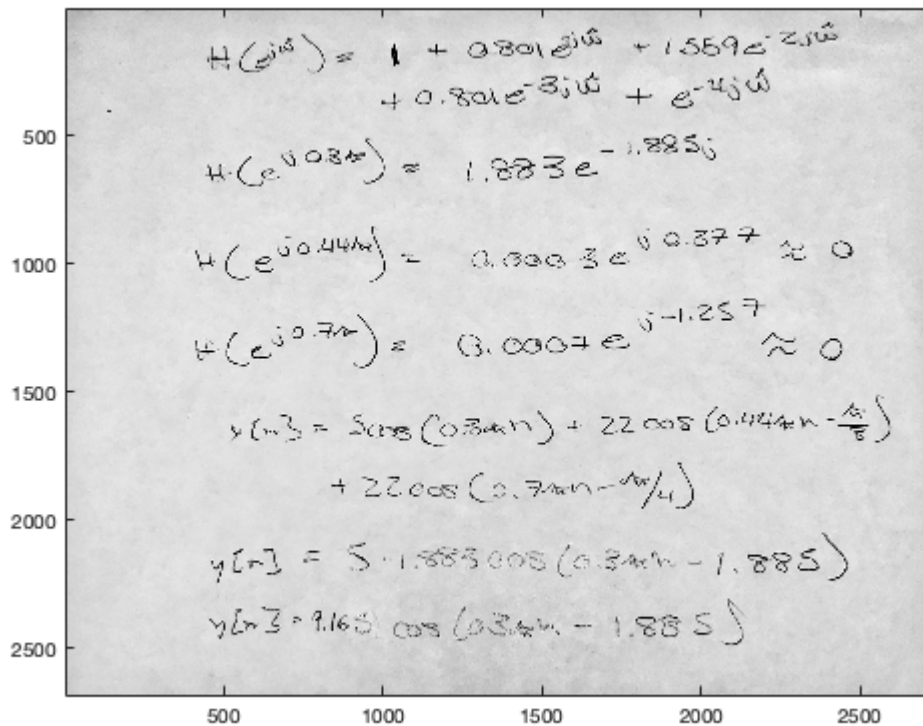 H(e^{jω̂}) = 1 + 0.801e^{jω̂} + 1.559e^{-2jω̂}
+ 0.801e^{-3jω̂} + e^{-4jω̂}
500
H(e^{j0.3π}) = 1.883e^{-1.885j}
H(e^{j0.44π}) = 0.0003e^{j0.377} ≈ 0
1000
H(e^{j0.7π}) = 0.0007e^{j-1.257} ≈ 0
1500
x[n] = 5cos(0.3πn) + 22cos(0.44πn - π/8)
+ 22cos(0.7πn - π/4)
2000
y[n] = 5·1.883cos(0.3πn - 1.885)
y[n] = 9.165 cos(0.3πn - 1.885)
2500
500 1000 1500 2000 2500